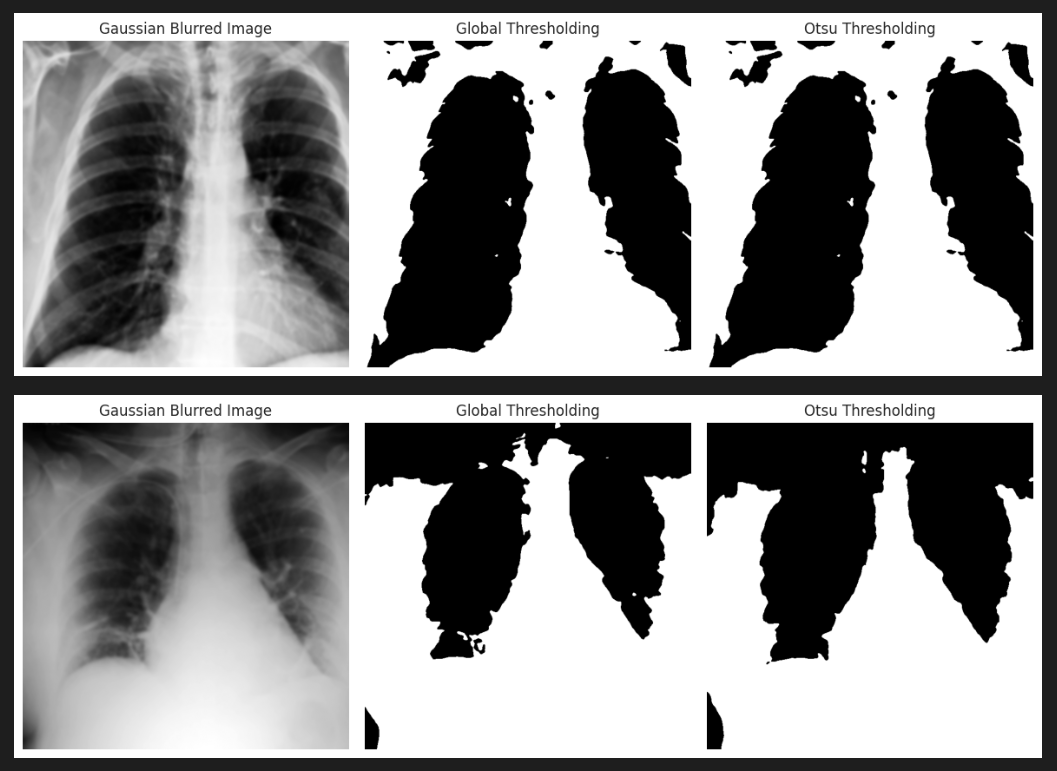 Gaussian Blurred Image
Global Thresholding
Otsu Thresholding
Gaussian Blurred Image
Global Thresholding
Otsu Thresholding